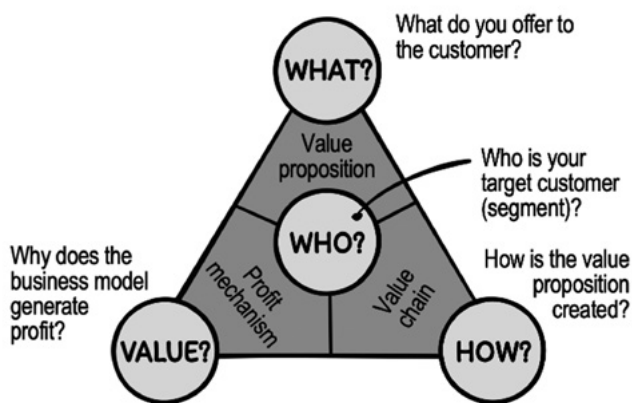 What do you offer to
the customer?
WHAT?
Value
proposition
Who is your
target customer
(segment)?
WHO?
Why does the
business model
generate
profit?
Profit
mechanism
Value
chain
How is the value
proposition
created?
VALUE?
HOW?